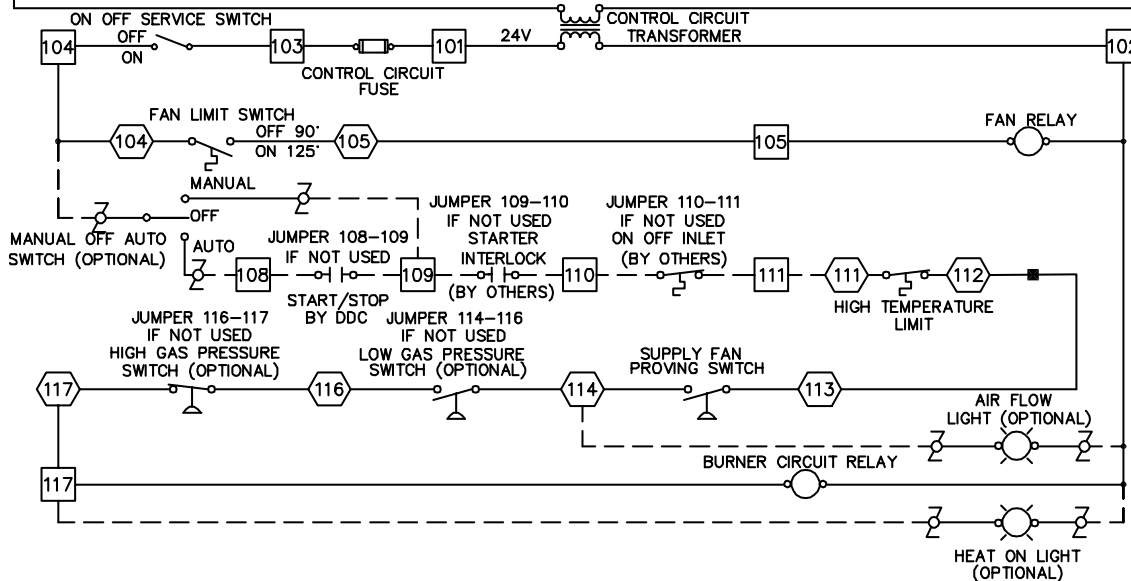 ON OFF SERVICE SWITCH
CONTROL CIRCUIT
TRANSFORMER
104
OFF
ON
103
101
24V
102
CONTROL CIRCUIT
FUSE
FAN LIMIT SWITCH
104
OFF 90°
ON 125°
105
105
FAN RELAY
MANUAL
OFF
AUTO
MANUAL OFF AUTO
SWITCH (OPTIONAL)
108
JUMPER 108-109
IF NOT USED
START/STOP
BY DDC
109
JUMPER 109-110
IF NOT USED
STARTER
INTERLOCK
(BY OTHERS)
110
JUMPER 110-111
IF NOT USED
ON OFF INLET
(BY OTHERS)
111
111
112
HIGH TEMPERATURE
LIMIT
117
JUMPER 116-117
IF NOT USED
HIGH GAS PRESSURE
SWITCH (OPTIONAL)
116
JUMPER 114-116
IF NOT USED
LOW GAS PRESSURE
SWITCH (OPTIONAL)
114
SUPPLY FAN
PROVING SWITCH
113
AIR FLOW
LIGHT (OPTIONAL)
117
BURNER CIRCUIT RELAY
HEAT ON LIGHT
(OPTIONAL)